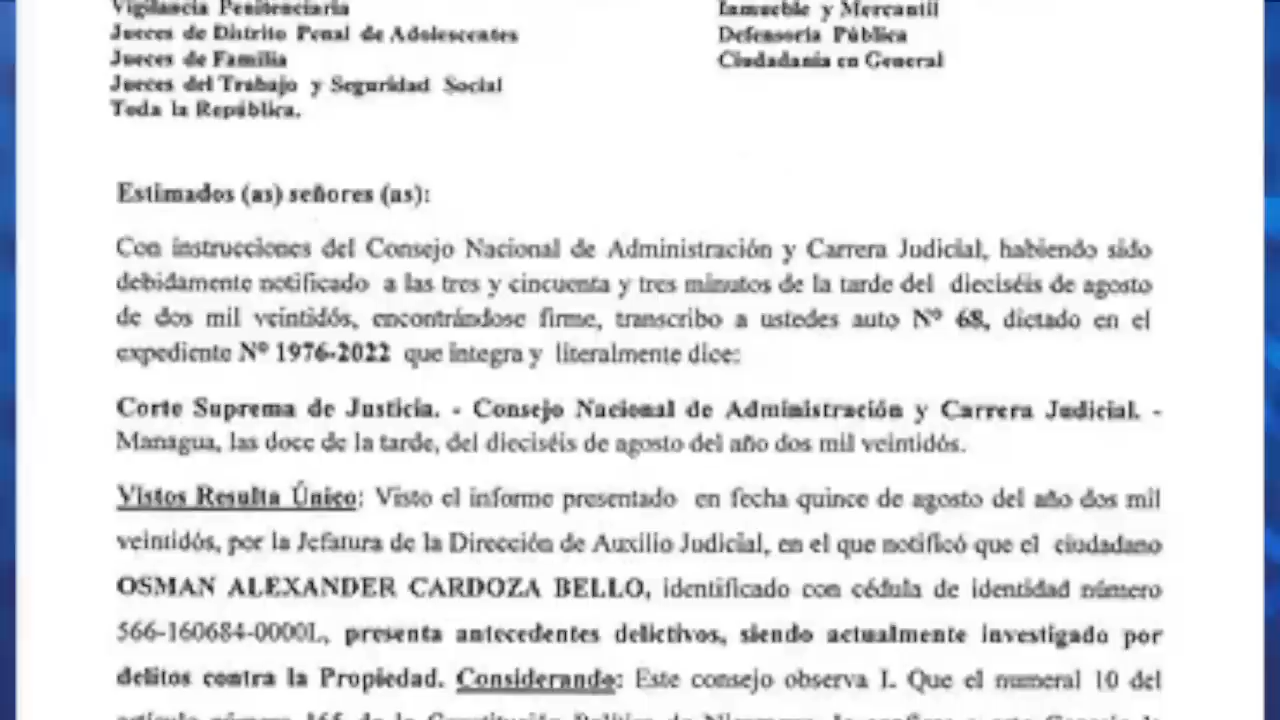 Vigilancia Penitenciaria
Jueces de Distrito Penal de Adolescentes
Jueces de Familia
Jueces del Trabajo y Seguridad Social
Toda la República.
Inmueble y Mercantil
Defensoría Pública
Ciudadanía en General
Estimados (as) señores (as):
Con instrucciones del Consejo Nacional de Administración y Carrera Judicial, habiendo sido
debidamente notificado a las tres y cincuenta y tres minutos de la tarde del dieciséis de agosto
de dos mil veintidós, encontrándose firme, transcribo a ustedes auto Nº 68, dictado en el
expediente Nº 1976-2022 que íntegra y literalmente dice:
Corte Suprema de Justicia. - Consejo Nacional de Administración y Carrera Judicial. -
Managua, las doce de la tarde, del dieciséis de agosto del año dos mil veintidós.
Vistos Resulta Único: Visto el informe presentado en fecha quince de agosto del año dos mil
veintidós, por la Jefatura de la Dirección de Auxilio Judicial, en el que notificó que el ciudadano
OSMAN ALEXANDER CARDOZA BELLO, identificado con cédula de identidad número
566-160684-0000L, presenta antecedentes delictivos, siendo actualmente investigado por
delitos contra la Propiedad. Considerando: Este consejo observa I. Que el numeral 10 del